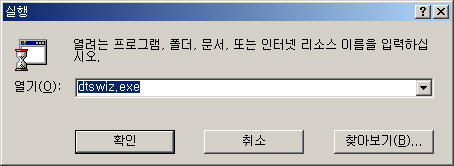 실행
열려는 프로그램, 폴더, 문서, 또는 인터넷 리소스 이름을 입력하십
시오.
열기(O):
dtswiz.exe
확인
취소
찾아보기(B)...